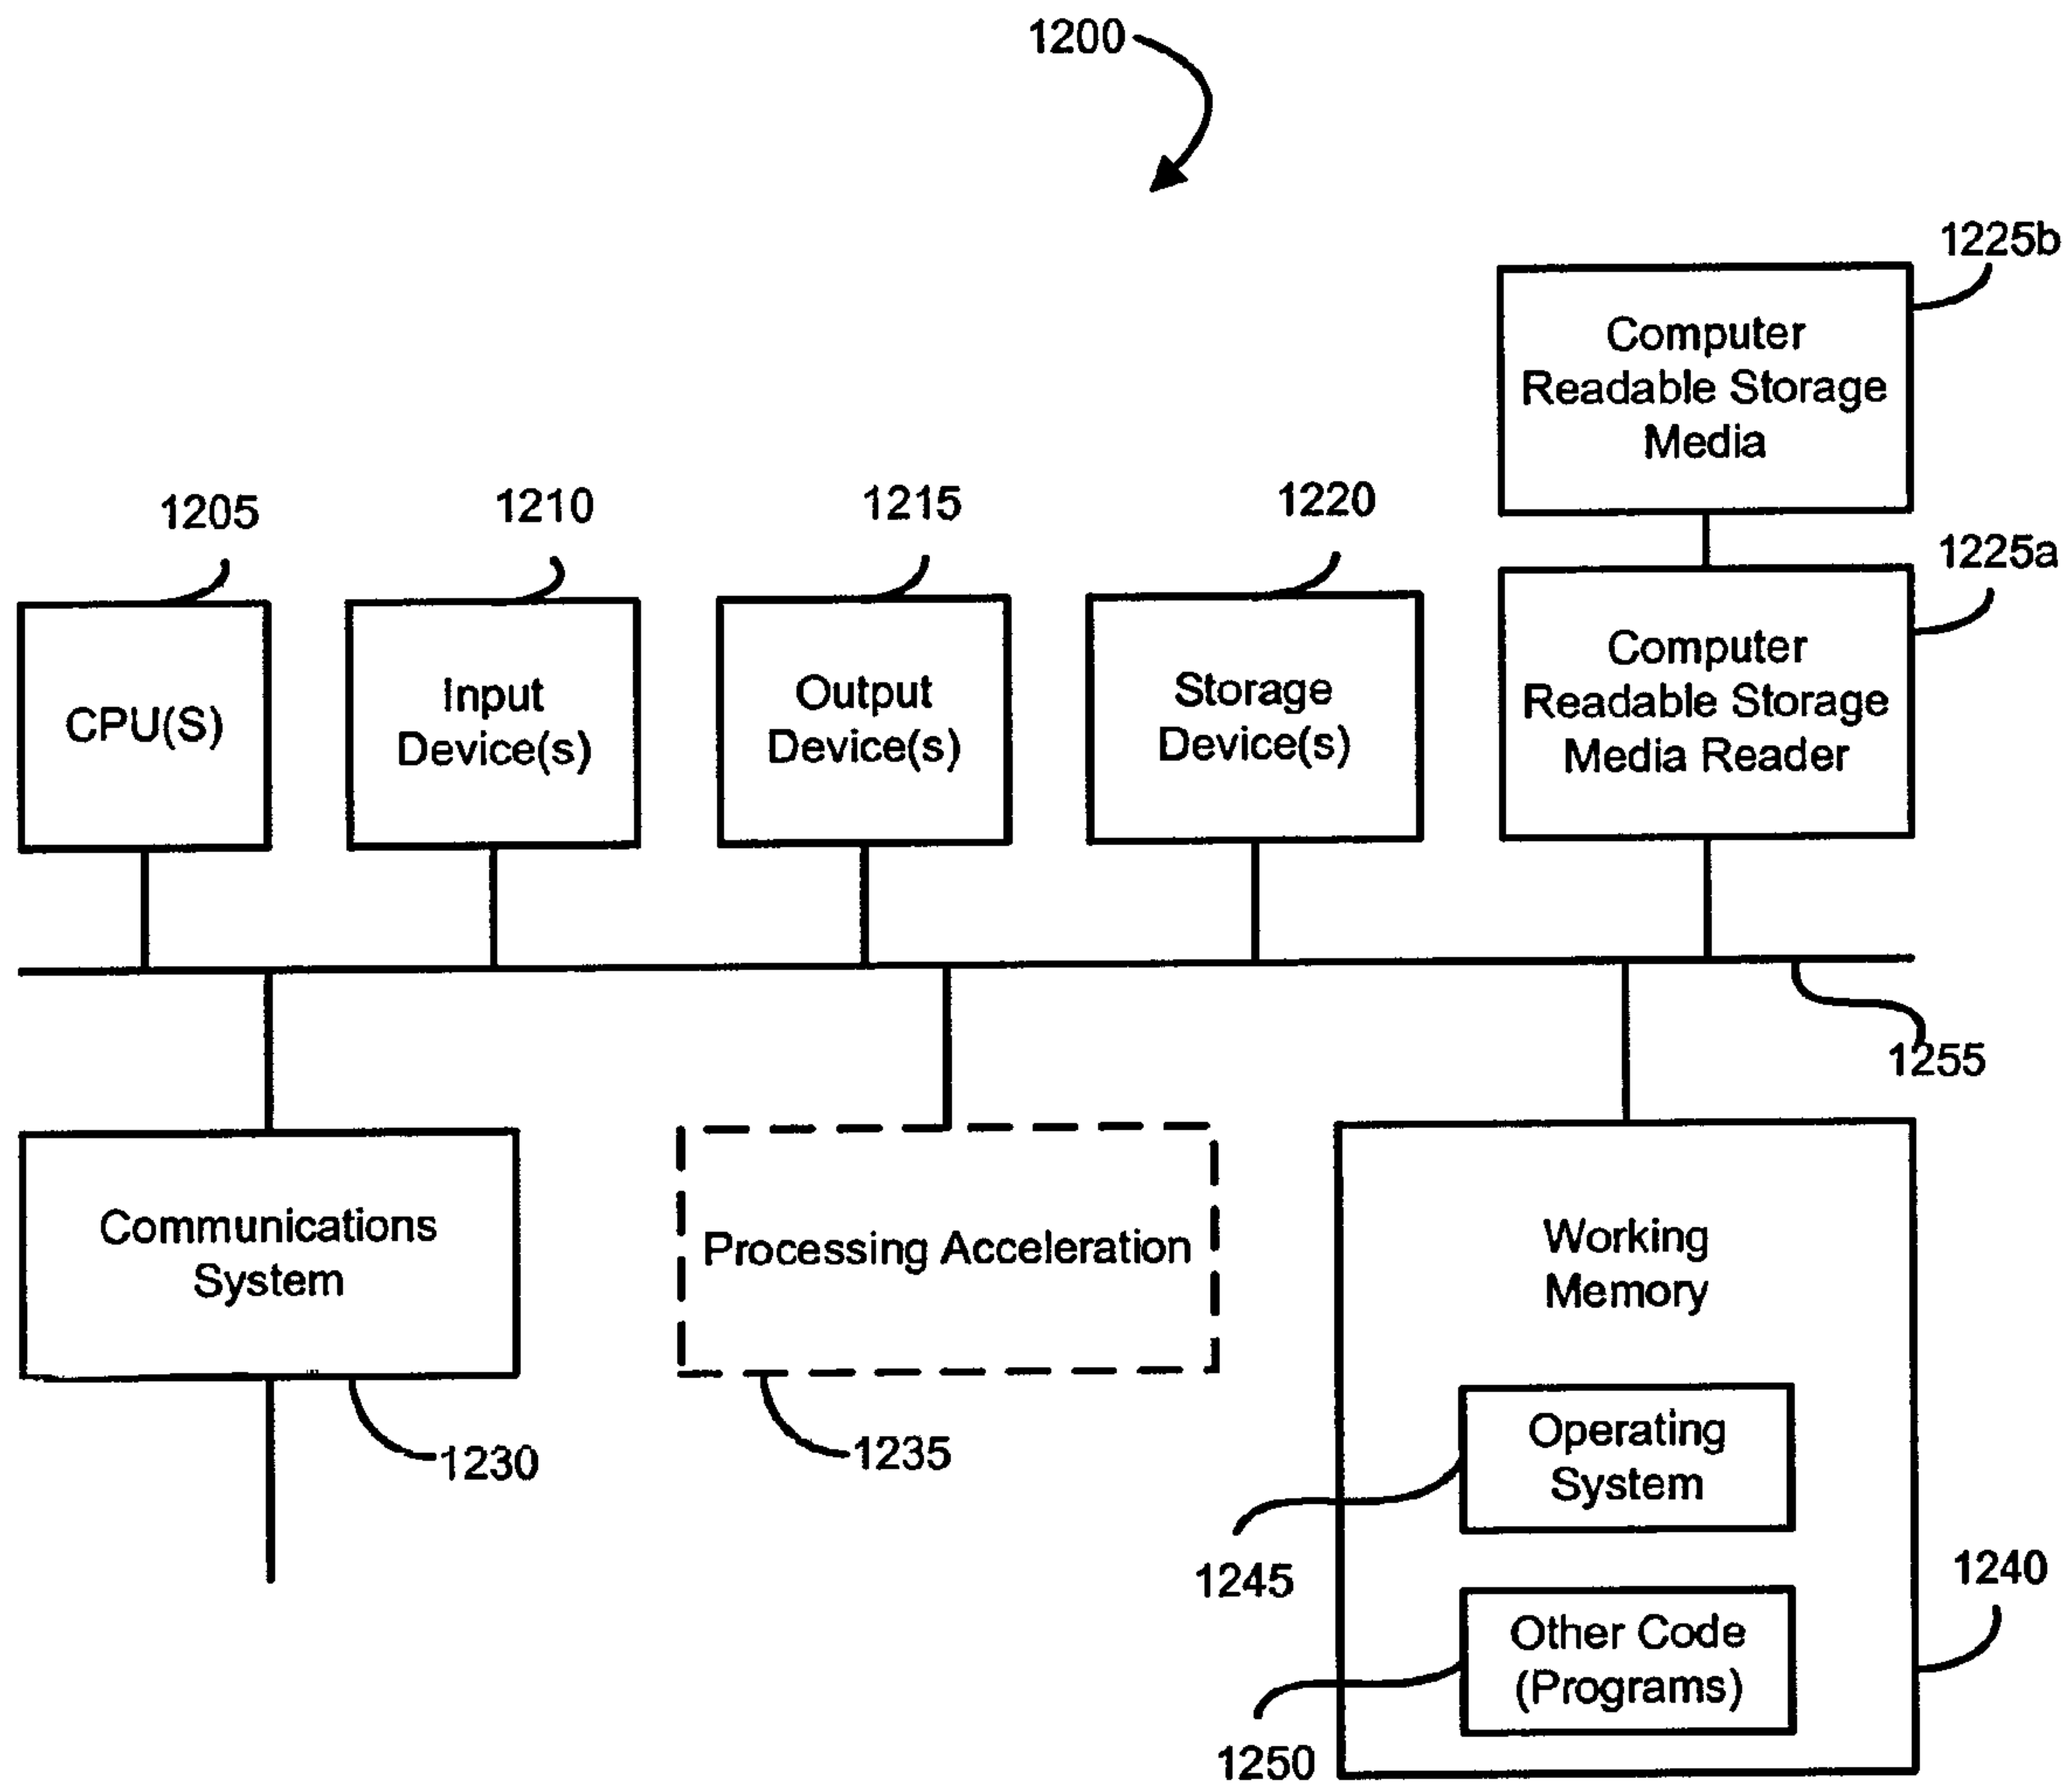 1200
1225b
Computer
Readable Storage
Media
1205
1210
1215
1220
1225a
CPU(S)
Input
Device(s)
Output
Device(s)
Storage
Device(s)
Computer
Readable Storage
Media Reader
1255
Communications
System
Processing Acceleration
Working
Memory
1230
1235
Operating
System
1245
1240
Other Code
(Programs)
1250